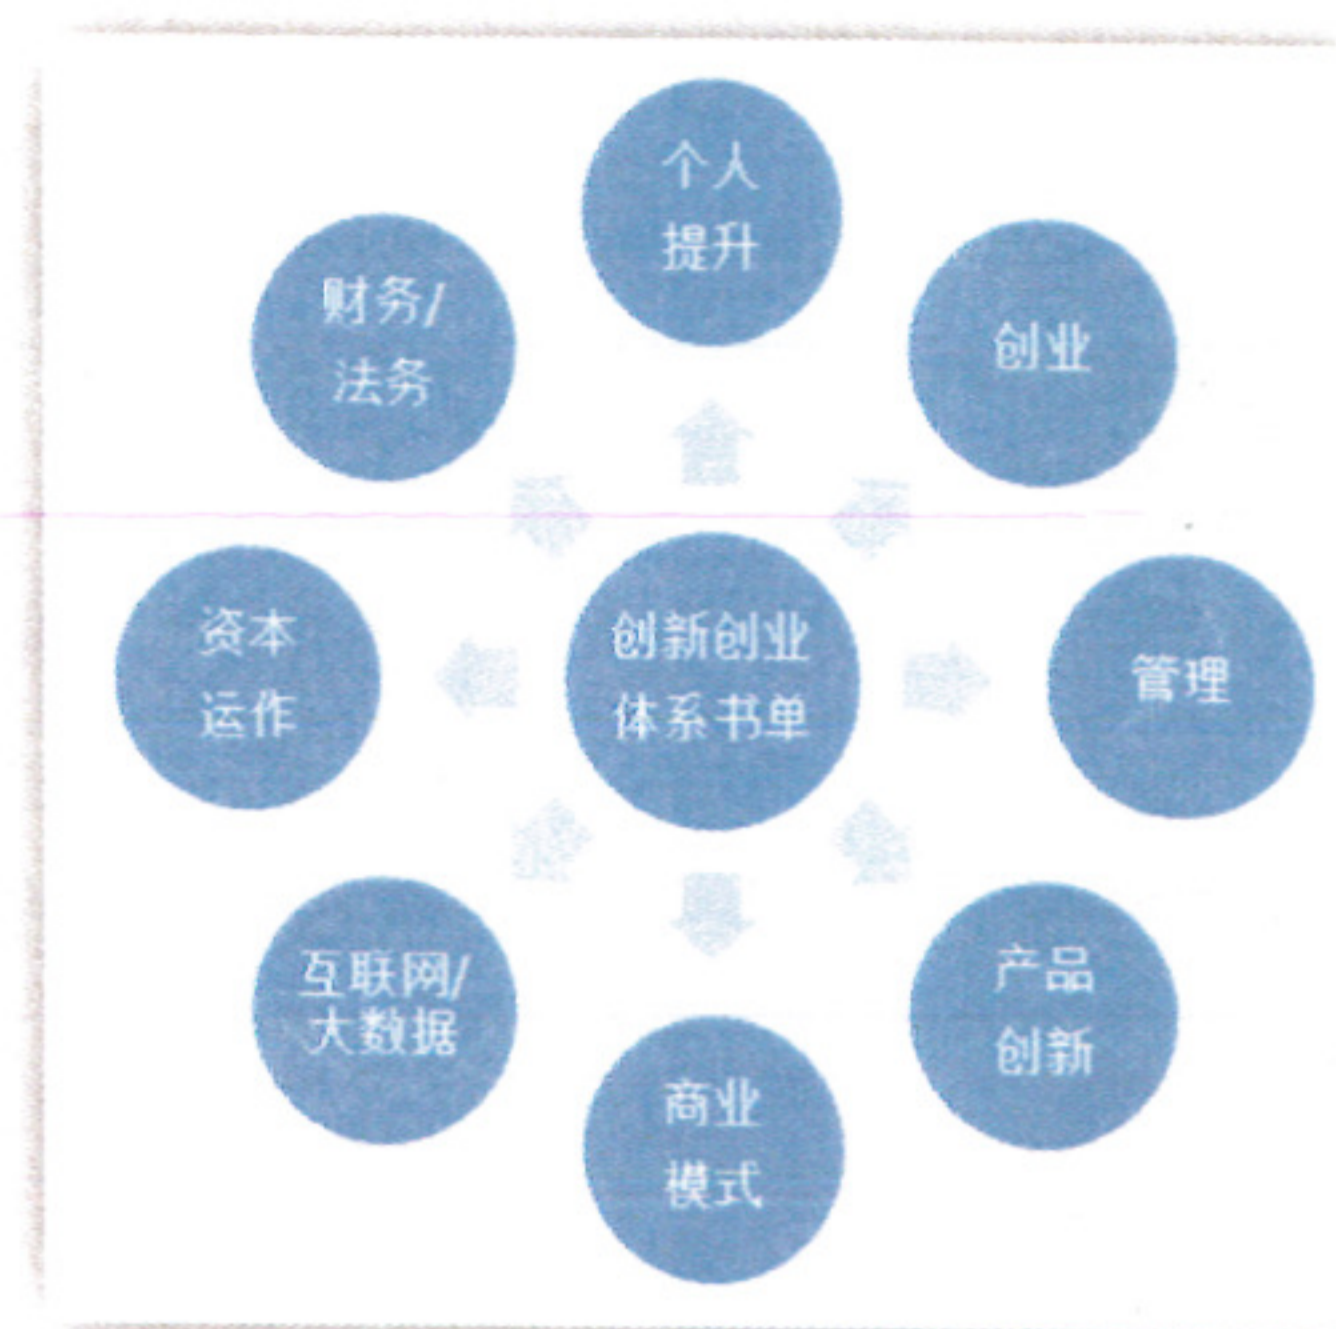 个人
提升
财务/
法务
创业
资本
运作
创新创业
体系书单
管理
互联网/
大数据
产品
创新
商业
模式